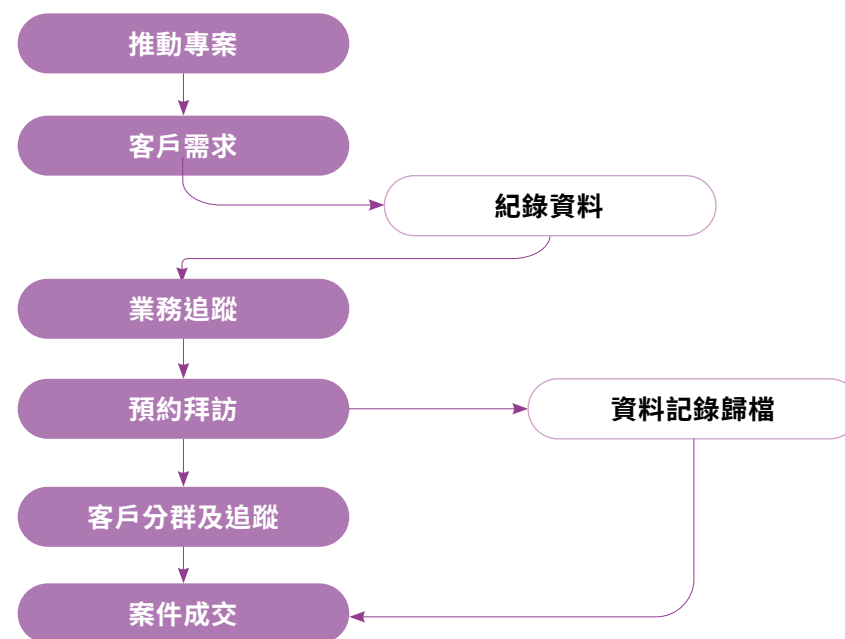 推動專案
客戶需求
紀錄資料
業務追蹤
預約拜訪
資料記錄歸檔
客戶分群及追蹤
案件成交